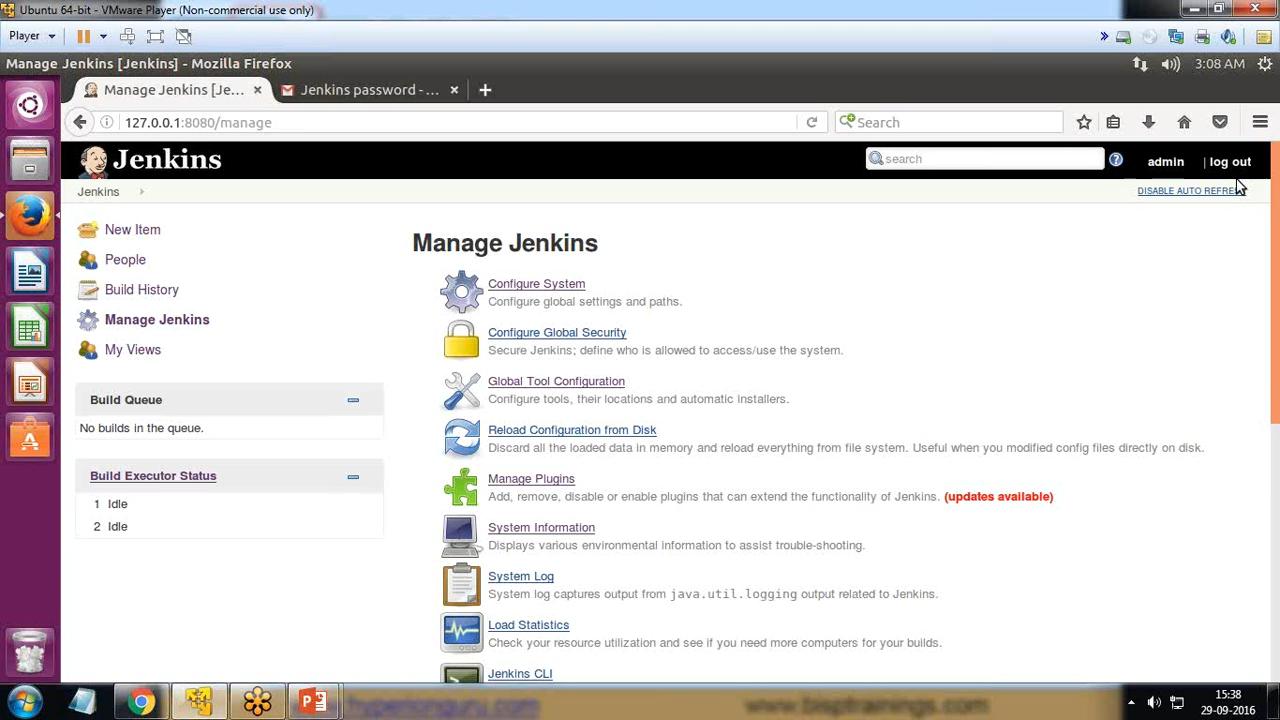 Ubuntu 64-bit - VMware Player (Non-commercial use only)
Player
Manage Jenkins [Jenkins] - Mozilla Firefox
3:08 AM
Manage Jenkins [Je...
Jenkins password - ...
127.0.0.1:8080/manage
Search
Jenkins
search
admin
| log out
Jenkins
DISABLE AUTO REFRE
New Item
People
Build History
Manage Jenkins
My Views
Build Queue
No builds in the queue.
Build Executor Status
1 Idle
2 Idle
Manage Jenkins
Configure System
Configure global settings and paths.
Configure Global Security
Secure Jenkins; define who is allowed to access/use the system.
Global Tool Configuration
Configure tools, their locations and automatic installers.
Reload Configuration from Disk
Discard all the loaded data in memory and reload everything from file system. Useful when you modified config files directly on disk.
Manage Plugins
Add, remove, disable or enable plugins that can extend the functionality of Jenkins. (updates available)
System Information
Displays various environmental information to assist trouble-shooting.
System Log
System log captures output from java.util.logging output related to Jenkins.
Load Statistics
Check your resource utilization and see if you need more computers for your builds.
Jenkins CLI
www.bisptrainings.com
15:38
29-09-2016